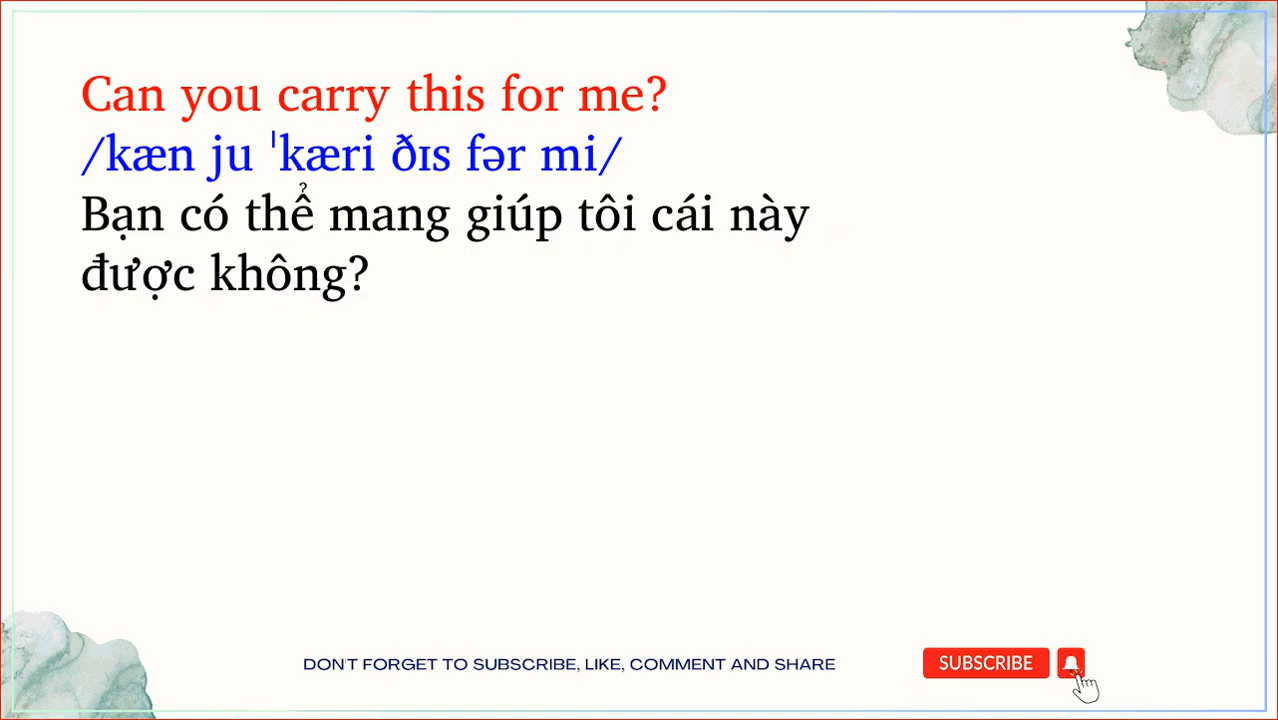 Can you carry this for me?
/kæn ju ˈkæri ðɪs fər mi/
Bạn có thể mang giúp tôi cái này
được không?
DON'T FORGET TO SUBSCRIBE, LIKE, COMMENT AND SHARE
SUBSCRIBE